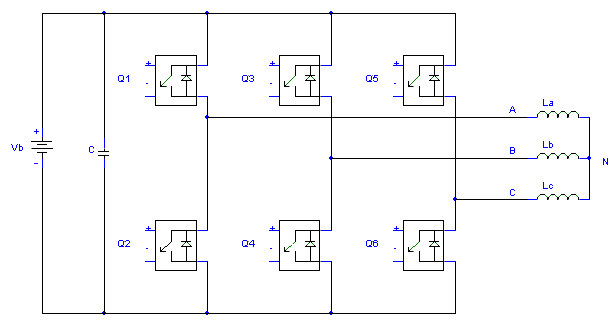 + + +
Q1 Q3 Q5
- - -
A La
+
Vb
-
C
B Lb
N
C Lc
+ + +
Q2 Q4 Q6
- - -